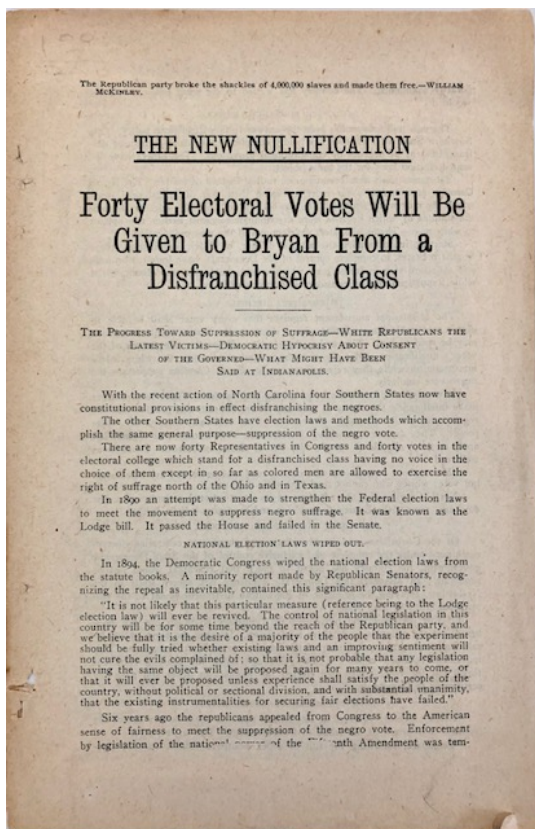 The Republican party broke the shackles of 4,000,000 slaves and made them free.—WILLIAM
MCKINLEY.
THE NEW NULLIFICATION
Forty Electoral Votes Will Be
Given to Bryan From a
Disfranchised Class
THE PROGRESS TOWARD SUPPRESSION OF SUFFRAGE—WHITE REPUBLICANS THE
LATEST VICTIMS—DEMOCRATIC HYPOCRISY ABOUT CONSENT
OF THE GOVERNED—WHAT MIGHT HAVE BEEN
SAID AT INDIANAPOLIS.
With the recent action of North Carolina four Southern States now have
constitutional provisions in effect disfranchising the negroes.
The other Southern States have election laws and methods which accom-
plish the same general purpose—suppression of the negro vote.
There are now forty Representatives in Congress and forty votes in the
electoral college which stand for a disfranchised class having no voice in the
choice of them except in so far as colored men are allowed to exercise the
right of suffrage north of the Ohio and in Texas.
In 1890 an attempt was made to strengthen the Federal election laws
to meet the movement to suppress negro suffrage. It was known as the
Lodge bill. It passed the House and failed in the Senate.
NATIONAL ELECTION LAWS WIPED OUT.
In 1894, the Democratic Congress wiped the national election laws from
the statute books. A minority report made by Republican Senators, recog-
nizing the repeal as inevitable, contained this significant paragraph:
"It is not likely that this particular measure (reference being to the Lodge
election law) will ever be revived. The control of national legislation in this
country will be for some time beyond the reach of the Republican party, and
we believe that it is the desire of a majority of the people that the experiment
should be fully tried whether existing laws and an improving sentiment will
not cure the evils complained of; so that it is not probable that any legislation
having the same object will be proposed again for many years to come, or
that it will ever be proposed unless experience shall satisfy the people of the
country, without political or sectional division, and with substantial unanimity,
that the existing instrumentalities for securing fair elections have failed."
Six years ago the republicans appealed from Congress to the American
sense of fairness to meet the suppression of the negro vote. Enforcement
by legislation of the of the Amendment was tem-